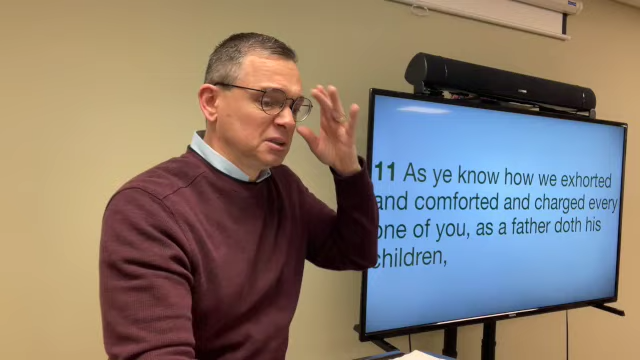 11 As ye know how we exhorted
and comforted and charged every
one of you, as a father doth his
children,